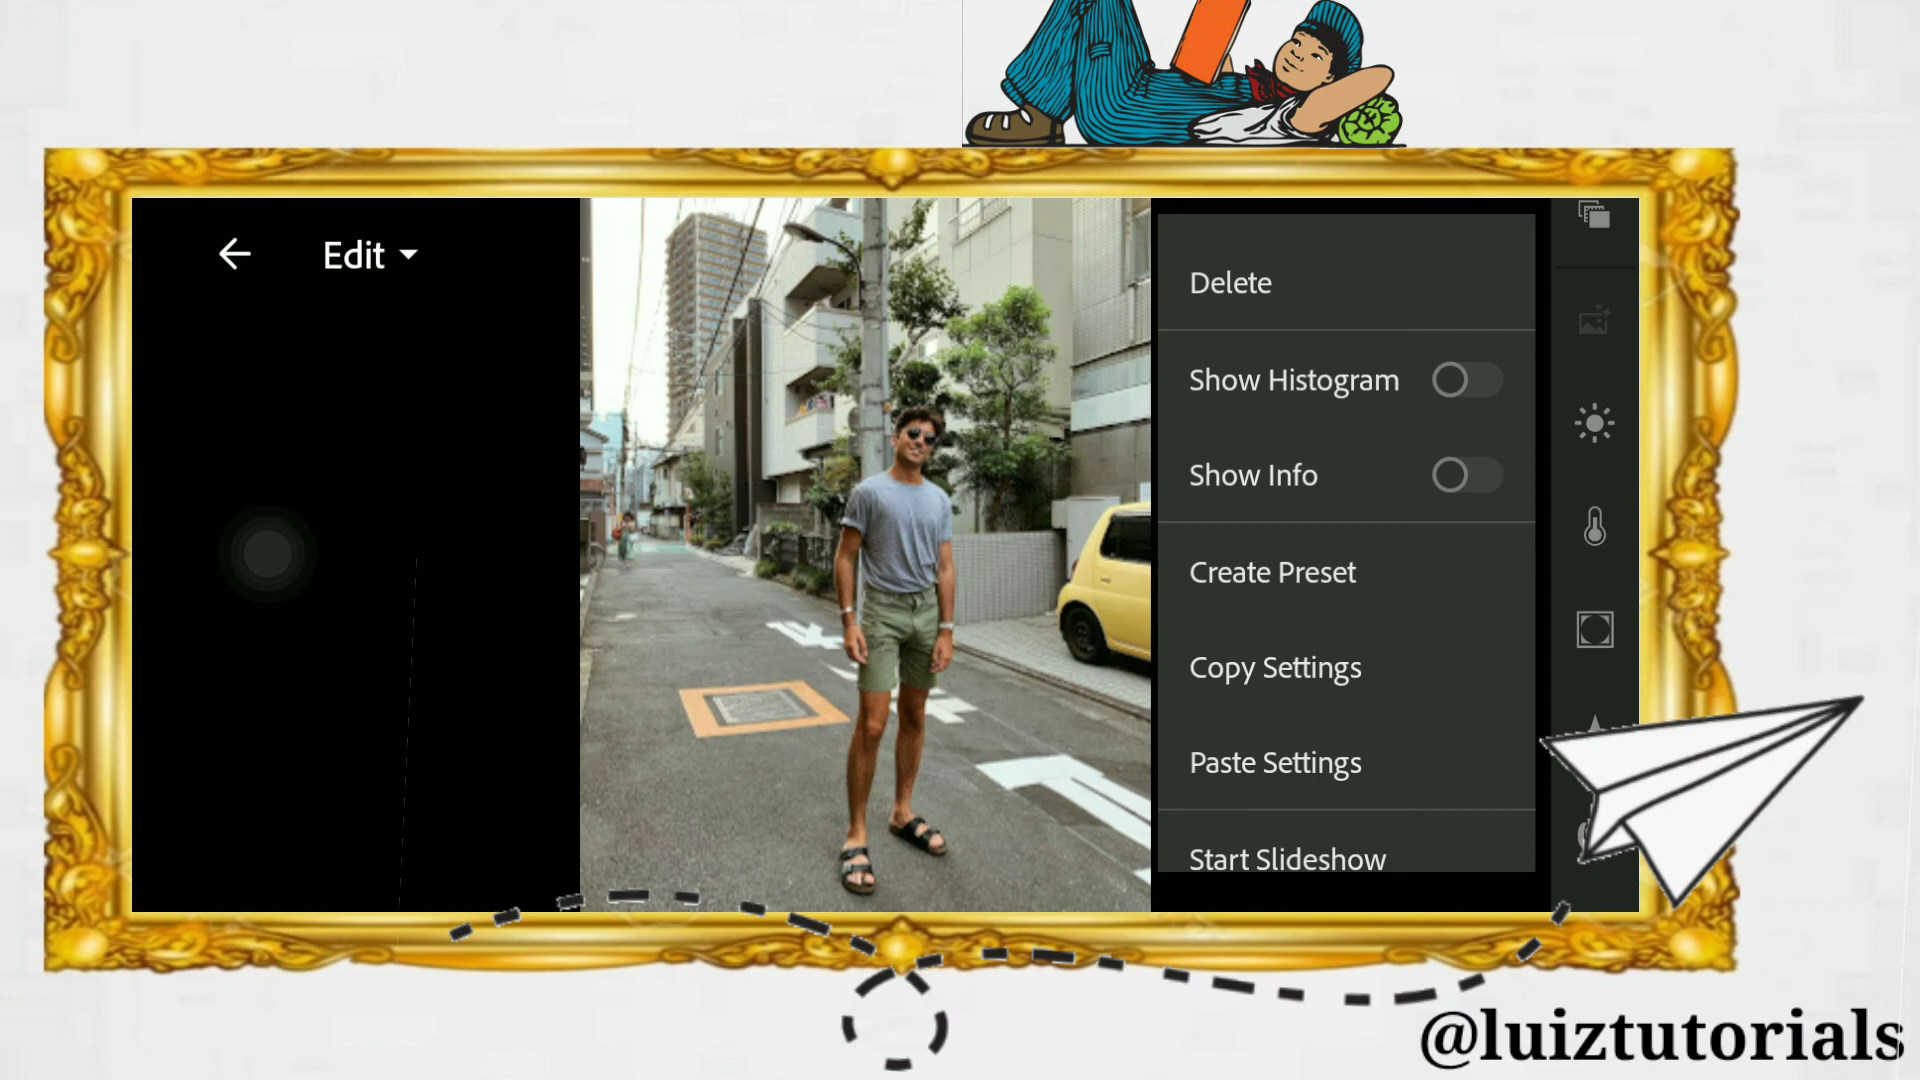 Edit
Delete
Show Histogram
Show Info
Create Preset
Copy Settings
Paste Settings
Start Slideshow
@luiztutorials